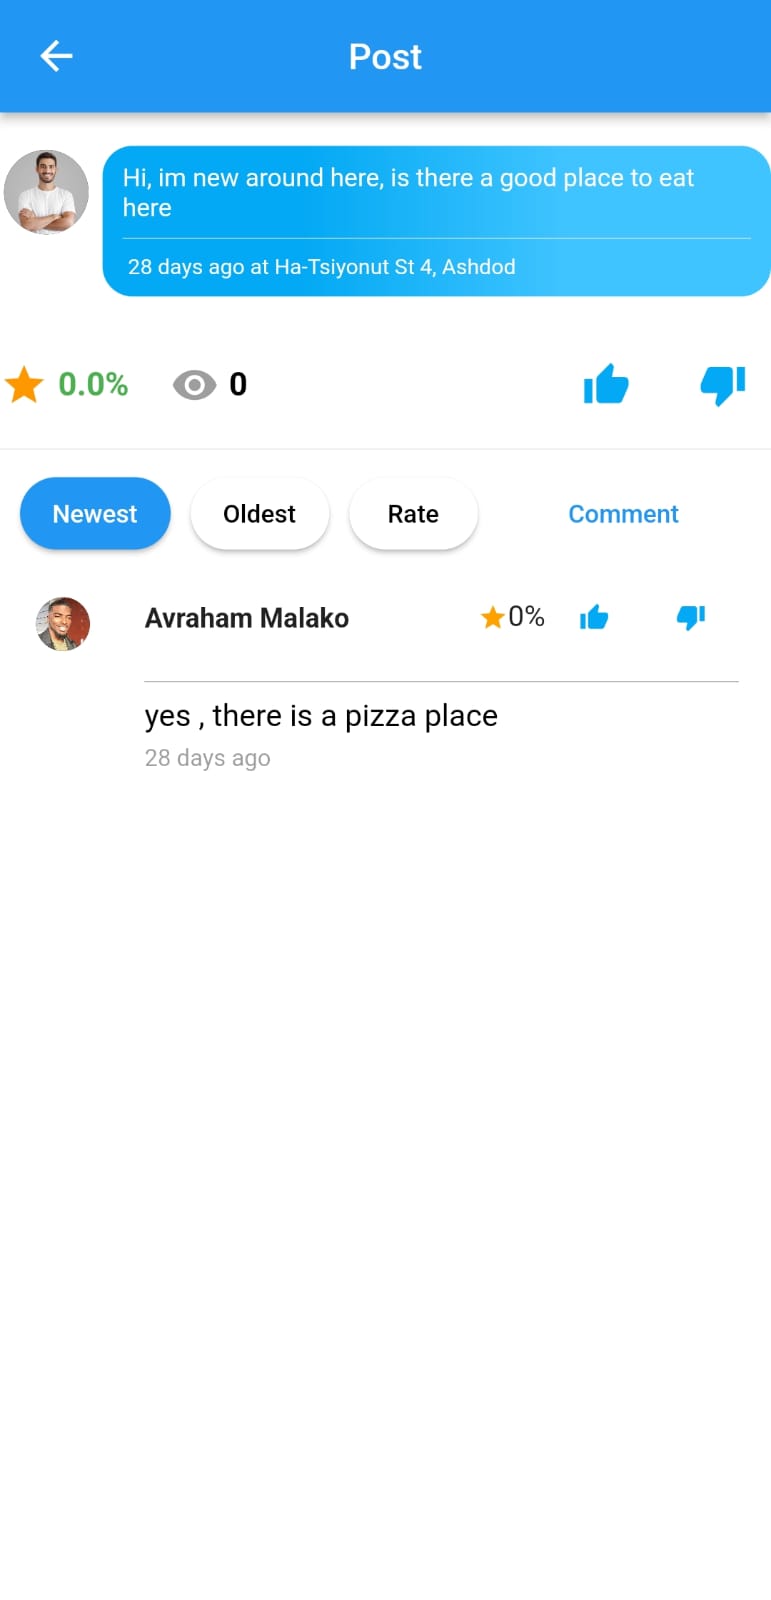 Post
Hi, im new around here, is there a good place to eat
here
28 days ago at Ha-Tsiyonut St 4, Ashdod
0.0% 0
Newest Oldest Rate Comment
Avraham Malako 0%
yes , there is a pizza place
28 days ago